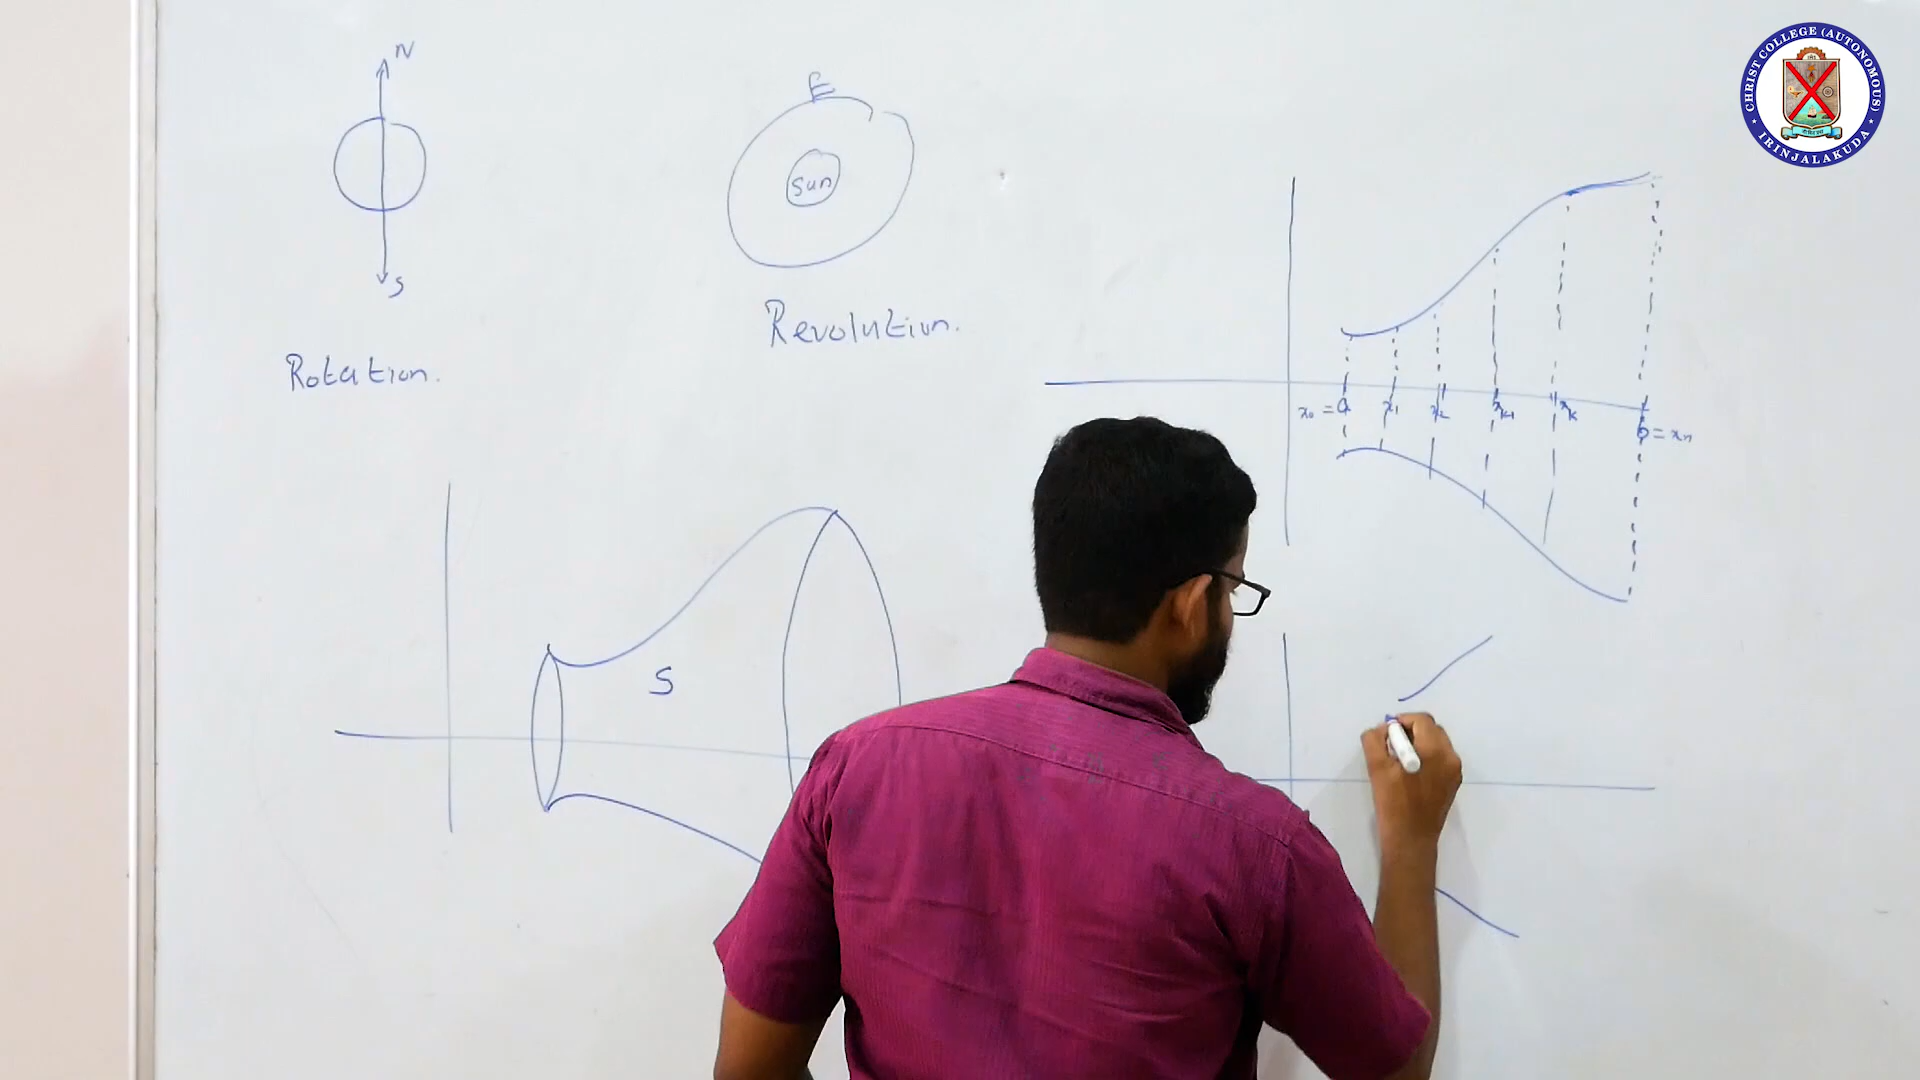 N
S
Rotation.
E
Sun
Revolution.
CHRIST COLLEGE (AUTONOMOUS)
IRINJALAKUDA
x₀ = a x₁ x₂ xₖ₋₁ xₖ b = xₙ
S